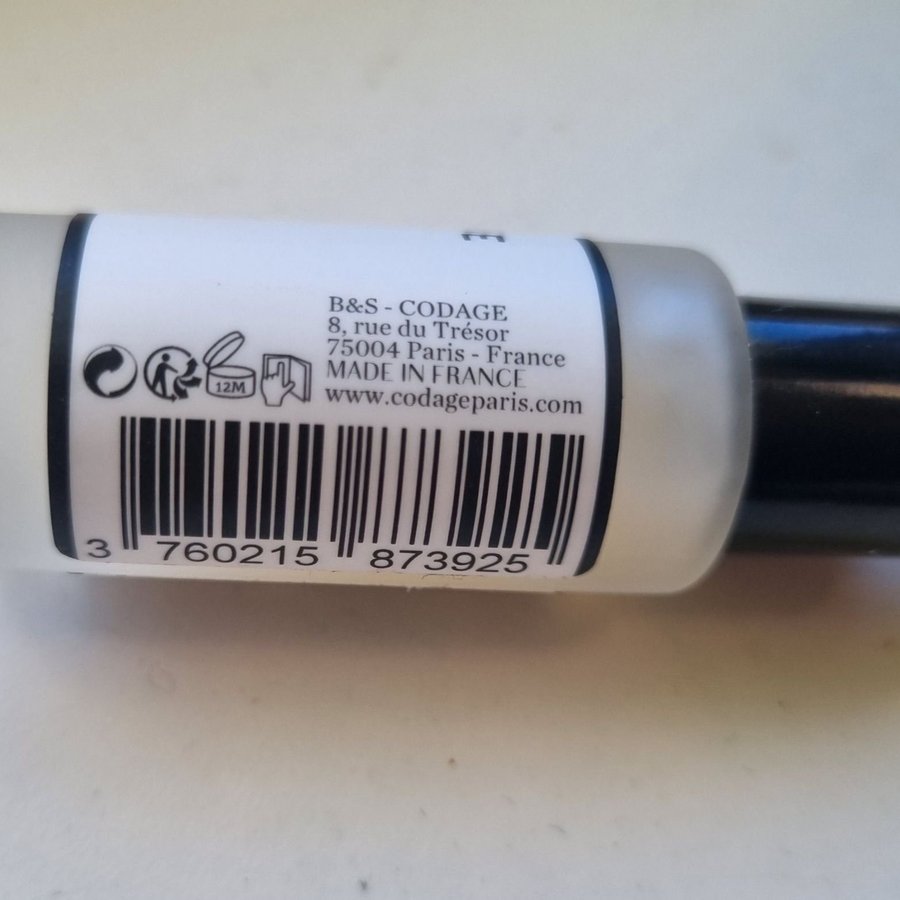 E
B&S - CODAGE
8, rue du Trésor
75004 Paris - France
MADE IN FRANCE
www.codageparis.com
12M
3 760215 873925